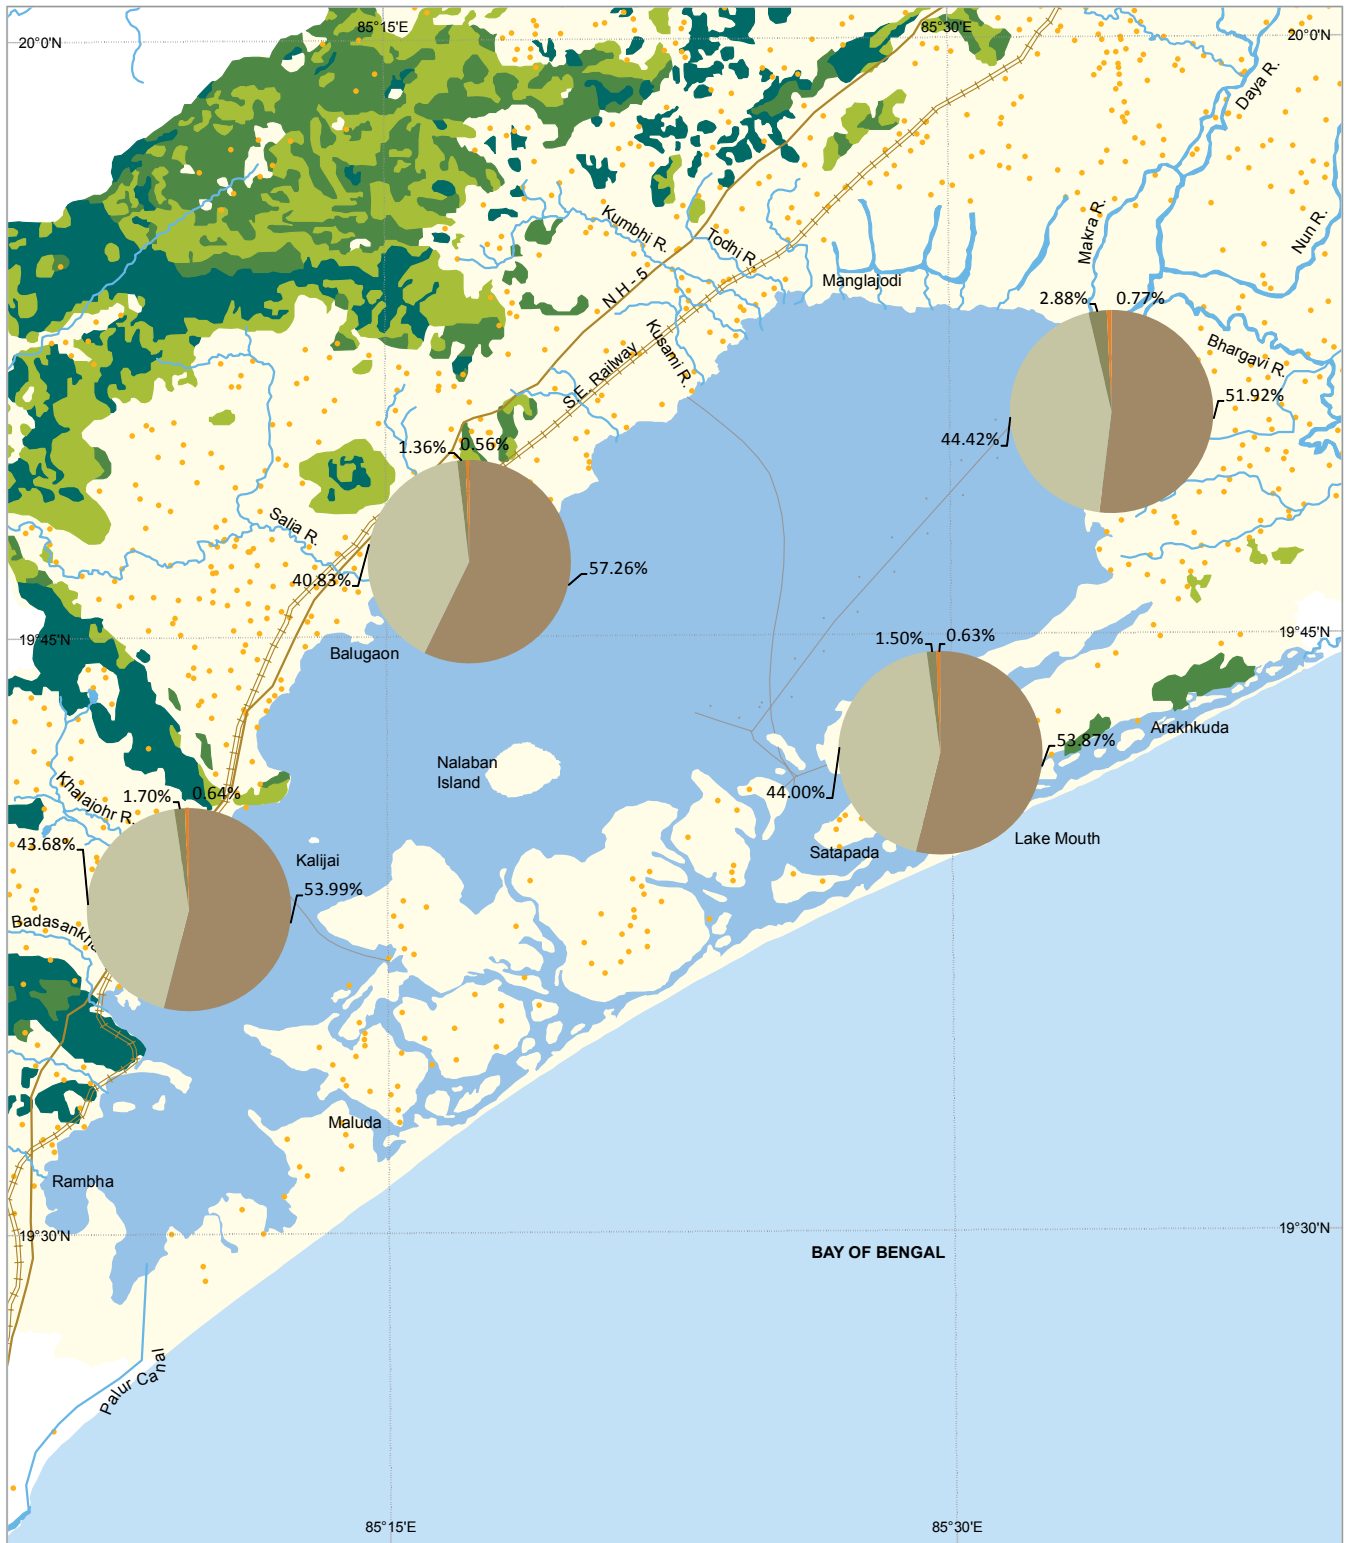 85°15'E
85°30'E
20°0'N
20°0'N
Daya R.
Makra R.
Nun R.
Kumbhi R.
Todhi R.
N H - 5
Manglajodi
2.88%
0.77%
Kusami R.
S.E. Railway
Bhargavi R.
51.92%
44.42%
1.36%
0.56%
Salia R.
40.83%
57.26%
19°45'N
19°45'N
Balugaon
1.50%
0.63%
Arakhkuda
53.87%
Nalaban
Island
44.00%
Khalajohr R.
1.70%
0.64%
43.68%
Lake Mouth
Satapada
Kalijai
53.99%
Maluda
Rambha
19°30'N
19°30'N
BAY OF BENGAL
Palur Canal
85°15'E
85°30'E